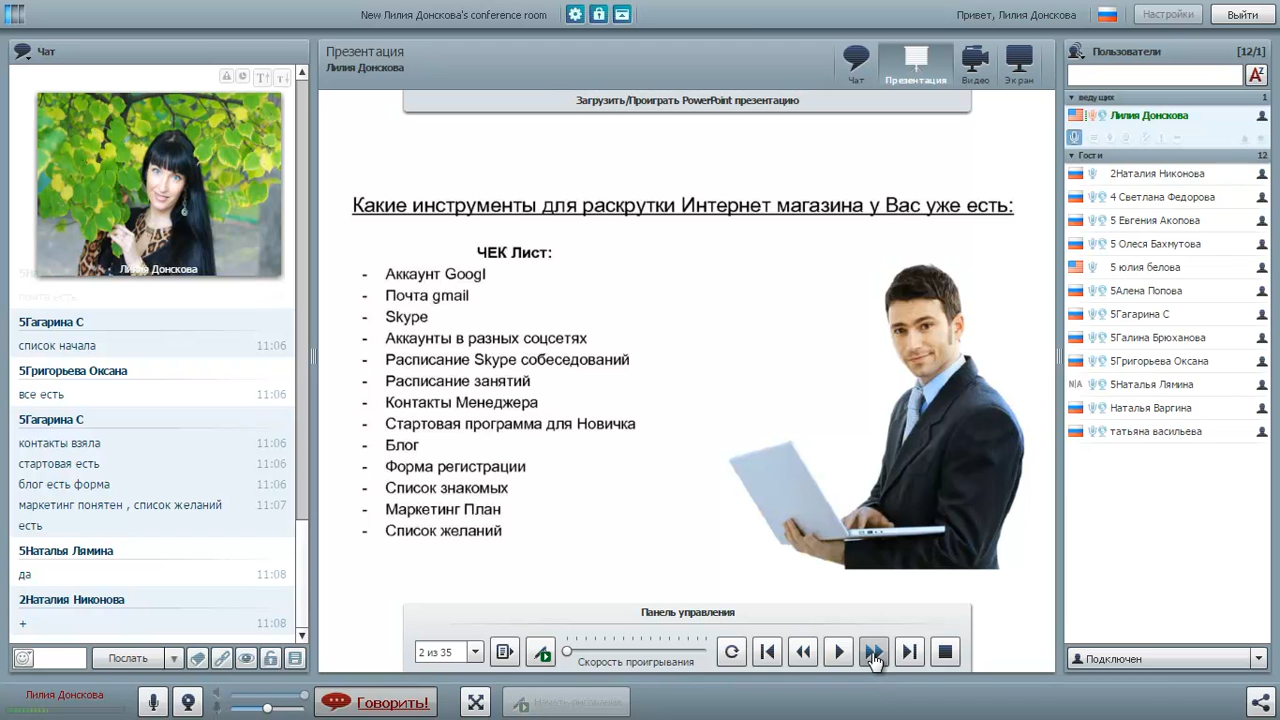 New Лилия Донскова's conference room
Привет, Лилия Донскова
Настройки
Выйти
Чат
Лилия Донскова
5Гагарина С
список начала 11:06
5Григорьева Оксана
все есть 11:06
5Гагарина С
контакты взяла 11:06
стартовая есть 11:06
блог есть форма 11:06
маркетинг понятен , список желаний 11:07
есть
5Наталья Лямина
да 11:08
2Наталия Никонова
+ 11:08
Послать
Презентация
Лилия Донскова
Чат
Презентация
Видео
Экран
Загрузить/Проиграть PowerPoint презентацию
Какие инструменты для раскрутки Интернет магазина у Вас уже есть:
ЧЕК Лист:
- Аккаунт Googl
- Почта gmail
- Skype
- Аккаунты в разных соцсетях
- Расписание Skype собеседований
- Расписание занятий
- Контакты Менеджера
- Стартовая программа для Новичка
- Блог
- Форма регистрации
- Список знакомых
- Маркетинг План
- Список желаний
Панель управления
2 из 35
Скорость проигрывания
Пользователи [12/1]
ведущих 1
Лилия Донскова
Гости 12
2Наталия Никонова
4 Светлана Федорова
5 Евгения Акопова
5 Олеся Бахмутова
5 юлия белова
5Алена Попова
5Гагарина С
5Галина Брюханова
5Григорьева Оксана
N|A 5Наталья Лямина
Наталья Варгина
татьяна васильева
Подключен
Лилия Донскова
Говорить!